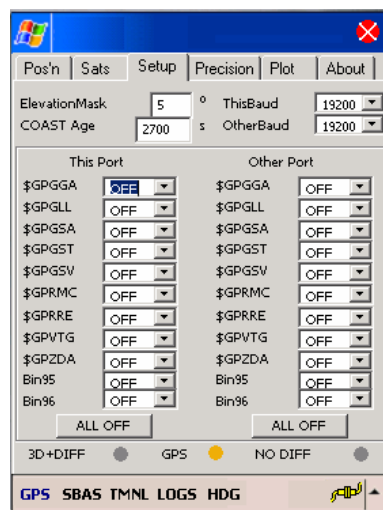 Pos'n Sats Setup Precision Plot About
ElevationMask 5 ° ThisBaud 19200
COAST Age 2700 s OtherBaud 19200
This Port Other Port
$GPGGA OFF $GPGGA OFF
$GPGLL OFF $GPGLL OFF
$GPGSA OFF $GPGSA OFF
$GPGST OFF $GPGST OFF
$GPGSV OFF $GPGSV OFF
$GPRMC OFF $GPRMC OFF
$GPRRE OFF $GPRRE OFF
$GPVTG OFF $GPVTG OFF
$GPZDA OFF $GPZDA OFF
Bin95 OFF Bin95 OFF
Bin96 OFF Bin96 OFF
ALL OFF ALL OFF
3D+DIFF GPS NO DIFF
GPS SBAS TMNL LOGS HDG